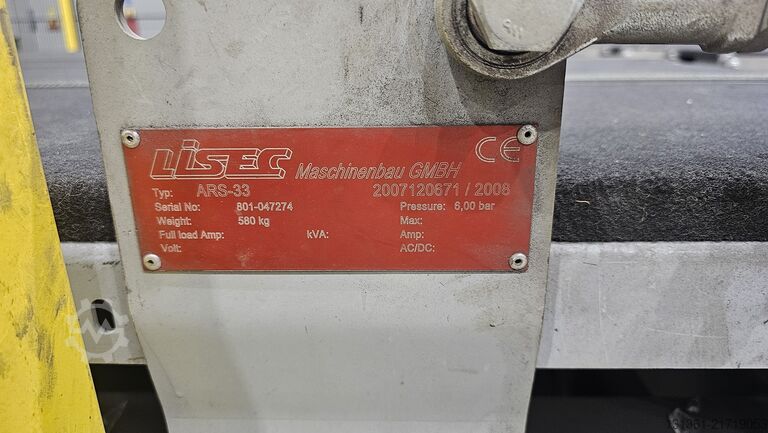 LiSEC Maschinenbau GMBH CE
Typ: ARS-33 2007120671 / 2008
Serial No: 801-047274 Pressure: 6,00 bar
Weight: 580 kg Max:
Full load Amp: kVA: Amp:
Volt: AC/DC: